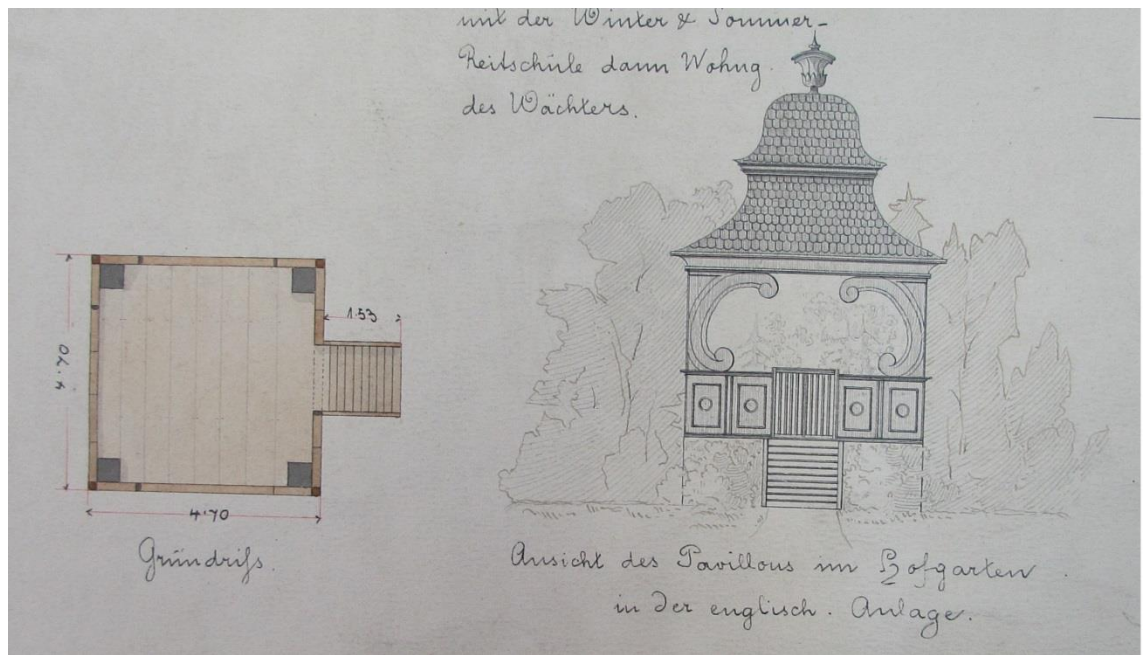 mit der Winter & Sommer-
Reitschule dann Wohng.
des Wächters.
1·53
4·70
4·70
Grundriſs.
Ansicht des Pavillons im Hofgarten.
in der englisch. Anlage.